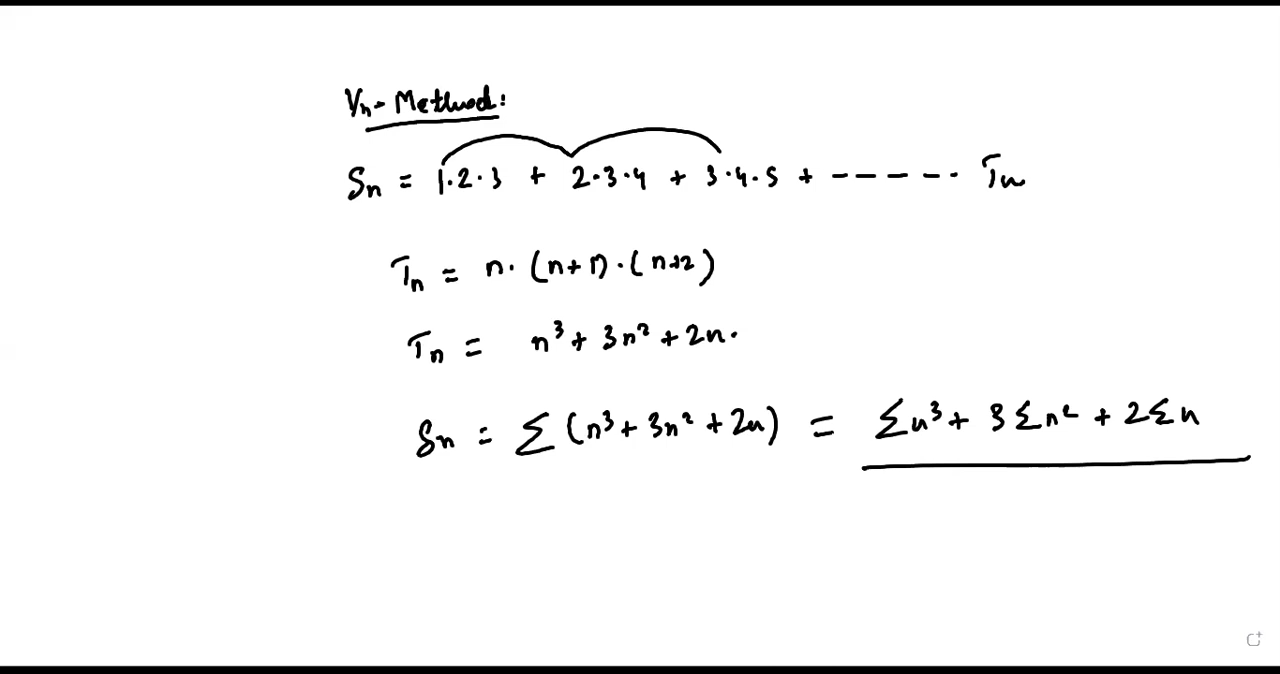 Vn - Method:
Sn = 1·2·3 + 2·3·4 + 3·4·5 + ------ Tn
Tn = n·(n+1)·(n+2)
Tn = n³ + 3n² + 2n.
Sn = Σ(n³ + 3n² + 2n) = Σn³ + 3Σn² + 2Σn